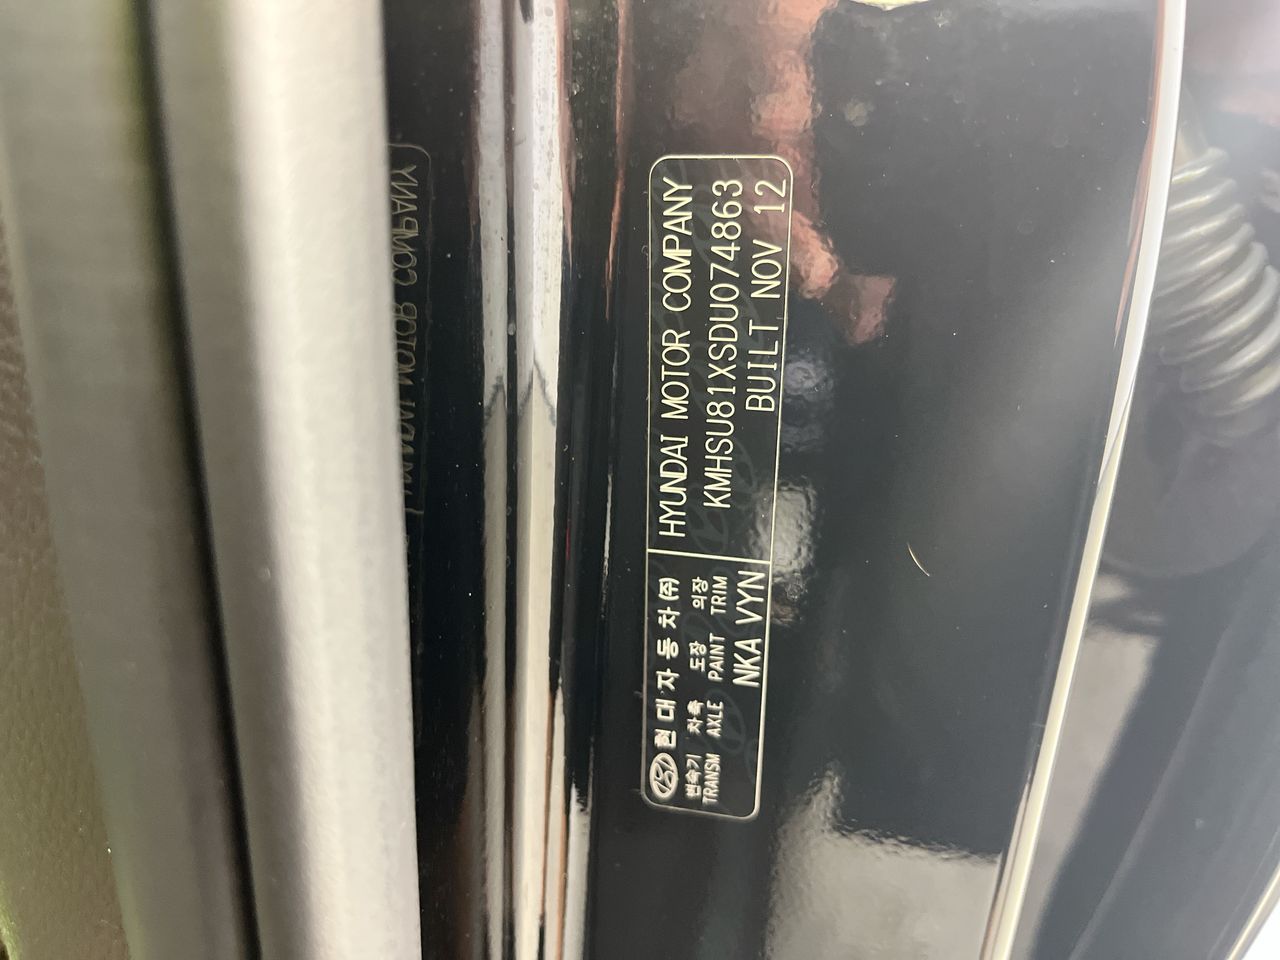 현대자동차(주)
변속기 차축 도장 의장
TRANSM AXLE PAINT TRIM
NKA VYN
HYUNDAI MOTOR COMPANY
KMHSU81XSDU074863
BUILT NOV 12